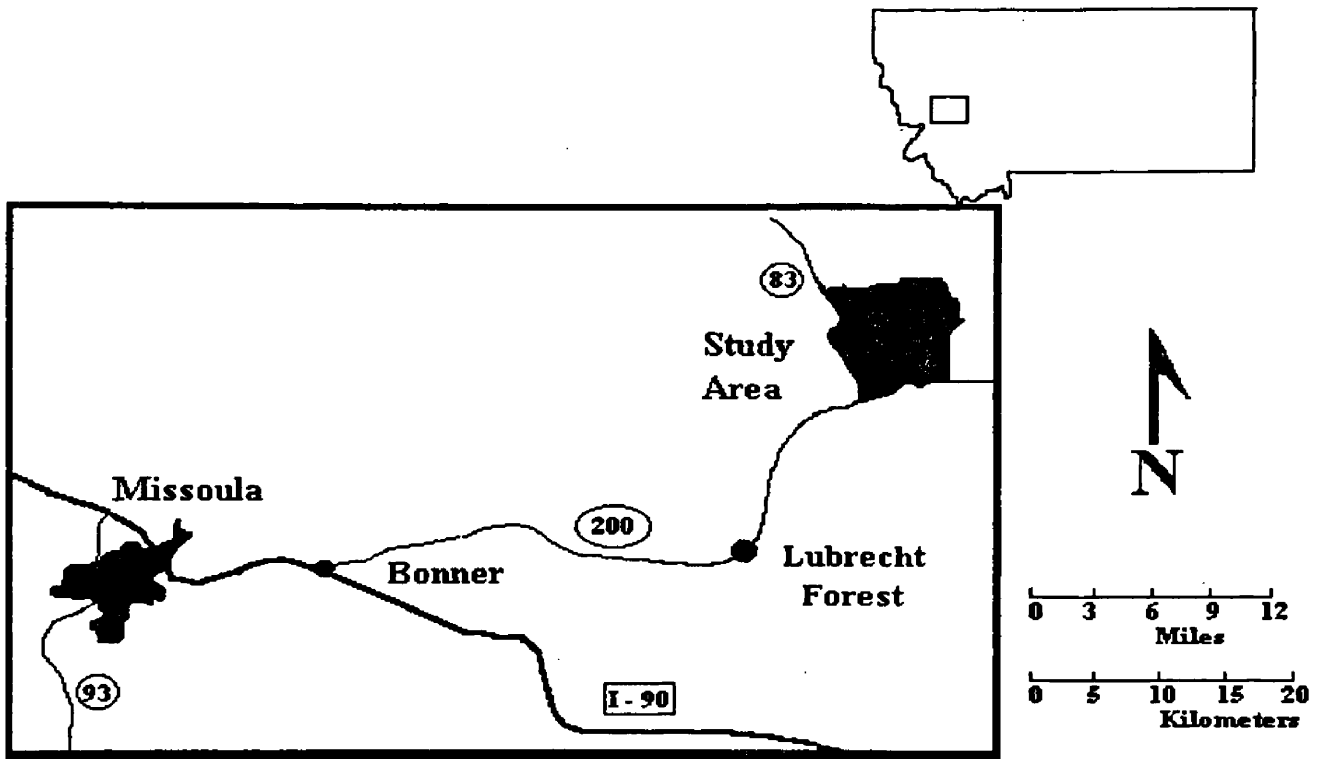 83
Study
Area
Missoula
200
Bonner
Lubrecht
Forest
93
I - 90
N
0 3 6 9 12
Miles
0 5 10 15 20
Kilometers